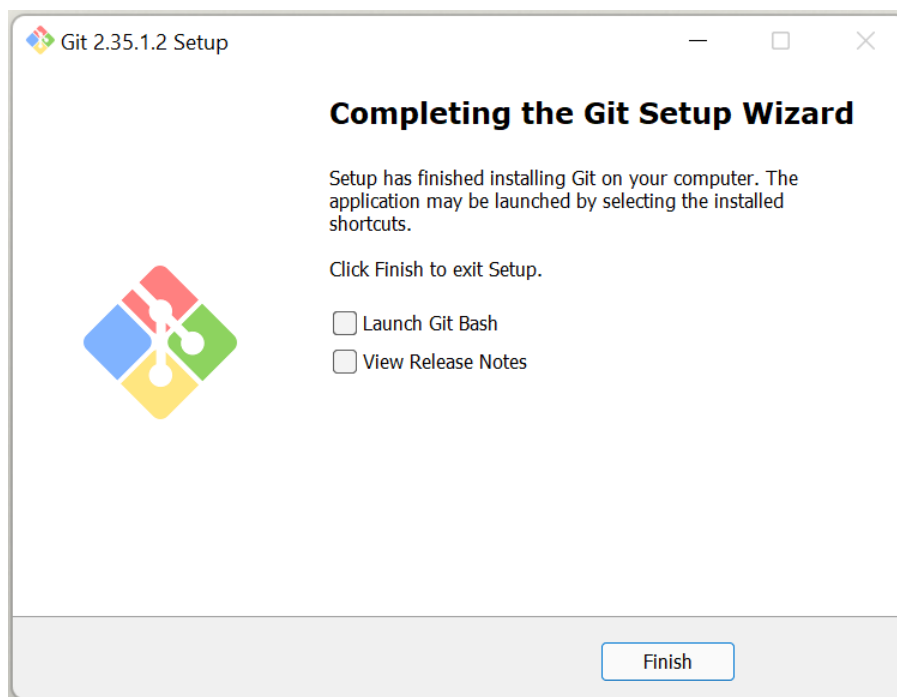 Git 2.35.1.2 Setup
Completing the Git Setup Wizard
Setup has finished installing Git on your computer. The
application may be launched by selecting the installed
shortcuts.
Click Finish to exit Setup.
Launch Git Bash
View Release Notes
Finish